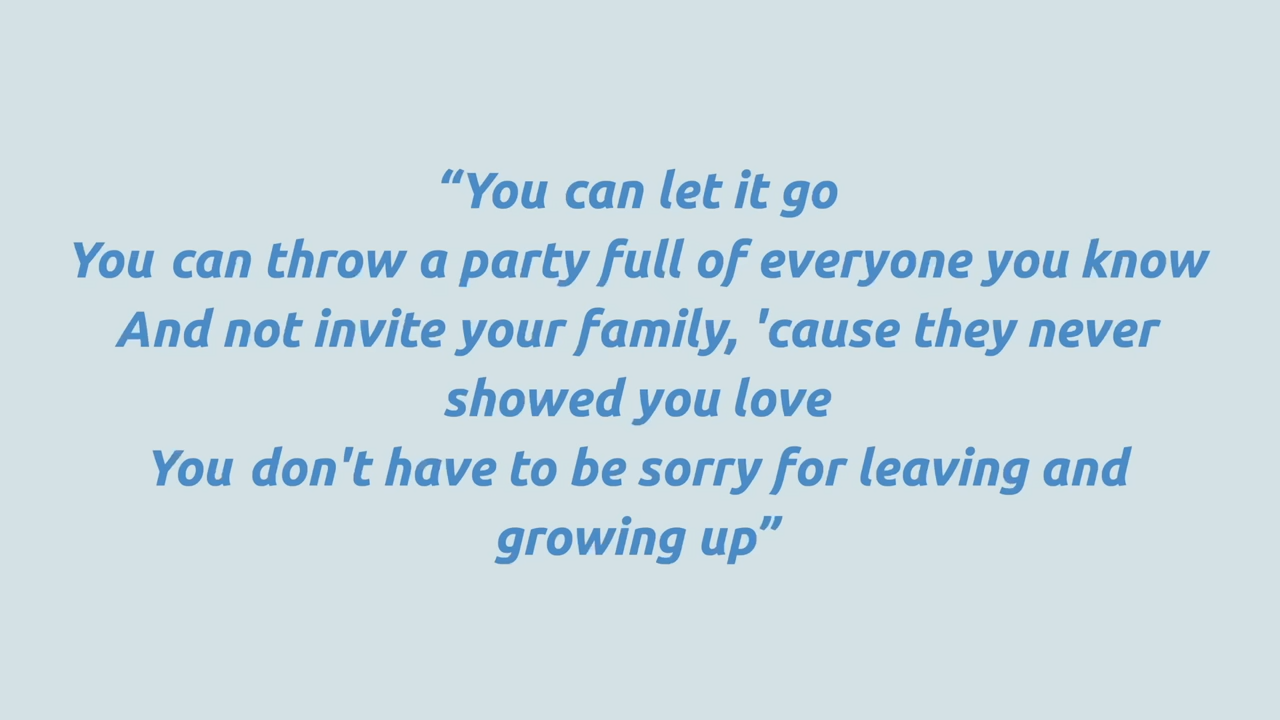 “You can let it go
You can throw a party full of everyone you know
And not invite your family, 'cause they never
showed you love
You don't have to be sorry for leaving and
growing up”